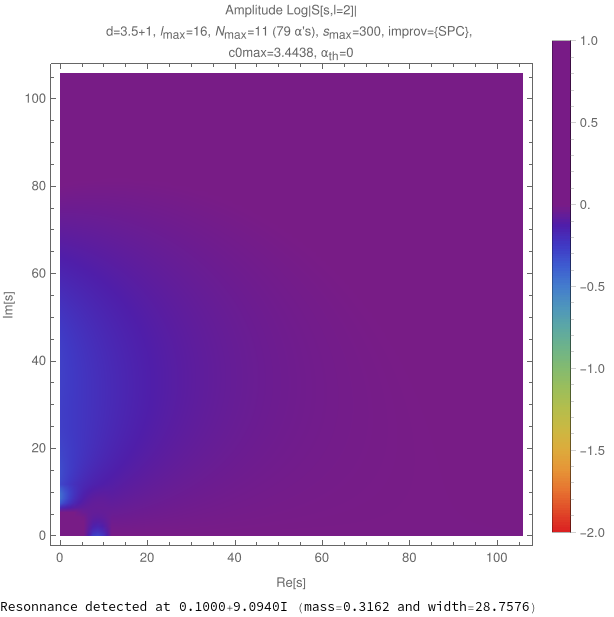 Amplitude Log|S[s,l=2]|
d=3.5+1, lmax=16, Nmax=11 (79 α's), smax=300, improv={SPC},
c0max=3.4438, αth=0
1.0
0.5
0.
−0.5
−1.0
−1.5
−2.0
100
80
60
40
20
0
Im[s]
0 20 40 60 80 100
Re[s]
Resonnance detected at 0.1000+9.0940I (mass=0.3162 and width=28.7576)